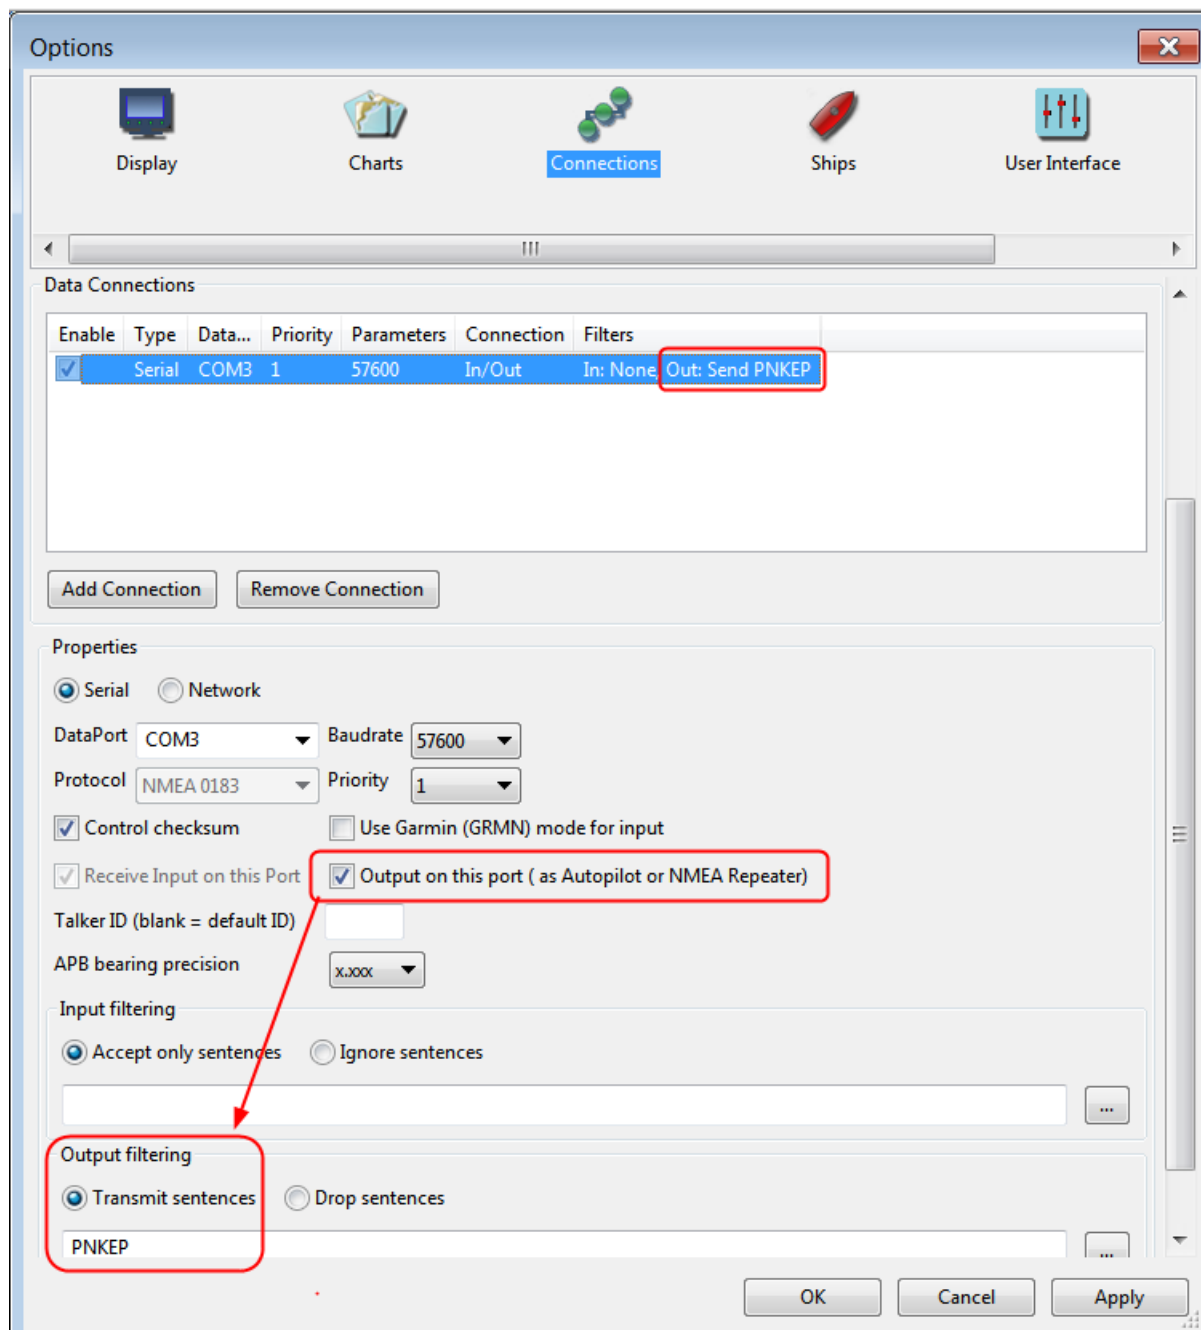 Options
Display Charts Connections Ships User Interface
Data Connections
Enable Type Data... Priority Parameters Connection Filters
Serial COM3 1 57600 In/Out In: None, Out: Send PNKEP
Add Connection Remove Connection
Properties
Serial Network
DataPort COM3 Baudrate 57600
Protocol NMEA 0183 Priority 1
Control checksum Use Garmin (GRMN) mode for input
Receive Input on this Port Output on this port ( as Autopilot or NMEA Repeater)
Talker ID (blank = default ID)
APB bearing precision x.xxx
Input filtering
Accept only sentences Ignore sentences
...
Output filtering
Transmit sentences Drop sentences
PNKEP ...
OK Cancel Apply